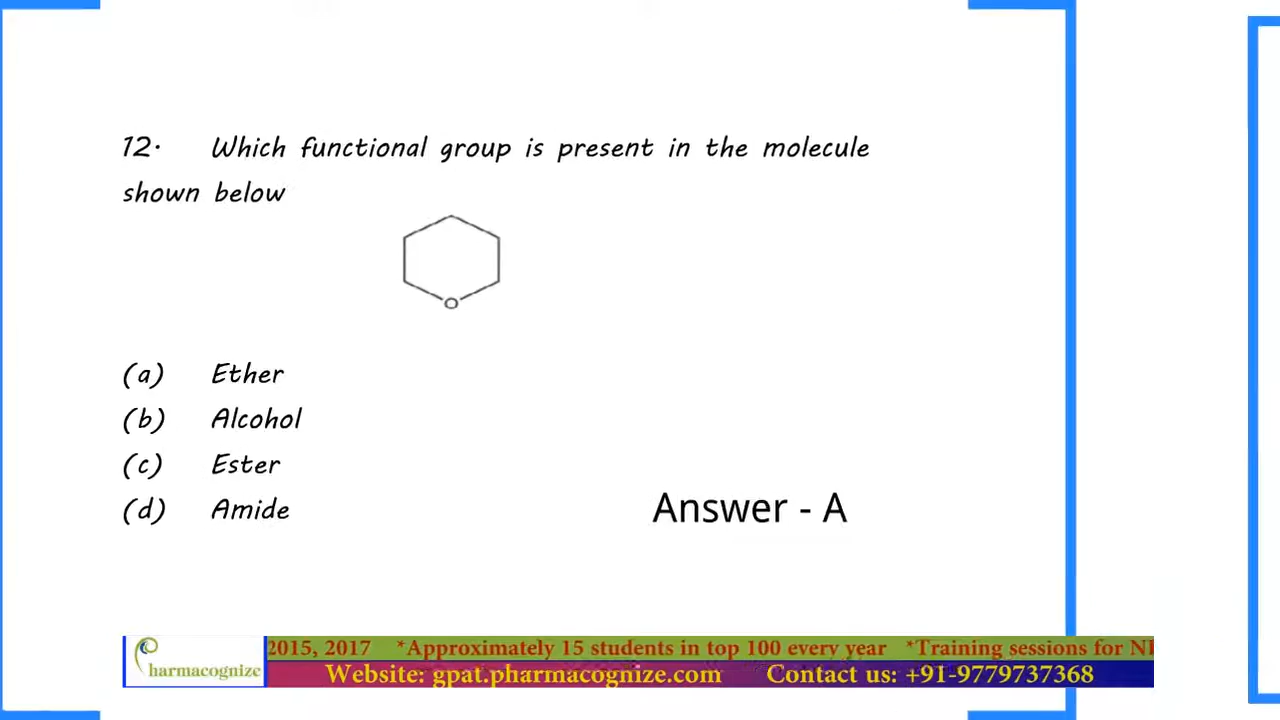 12. Which functional group is present in the molecule
shown below
O
(a) Ether
(b) Alcohol
(c) Ester
(d) Amide
Answer - A
Pharmacognize
2015, 2017 *Approximately 15 students in top 100 every year *Training sessions for
Website: gpat.pharmacognize.com Contact us: +91-9779737368